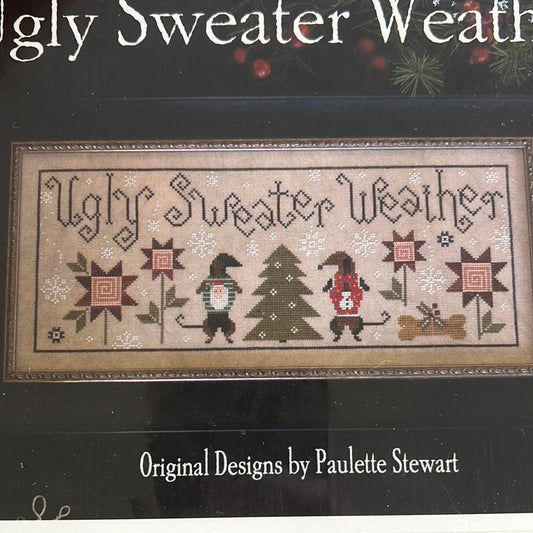 Ugly Sweater Weath
Ugly Sweater Weather
Original Designs by Paulette Stewart